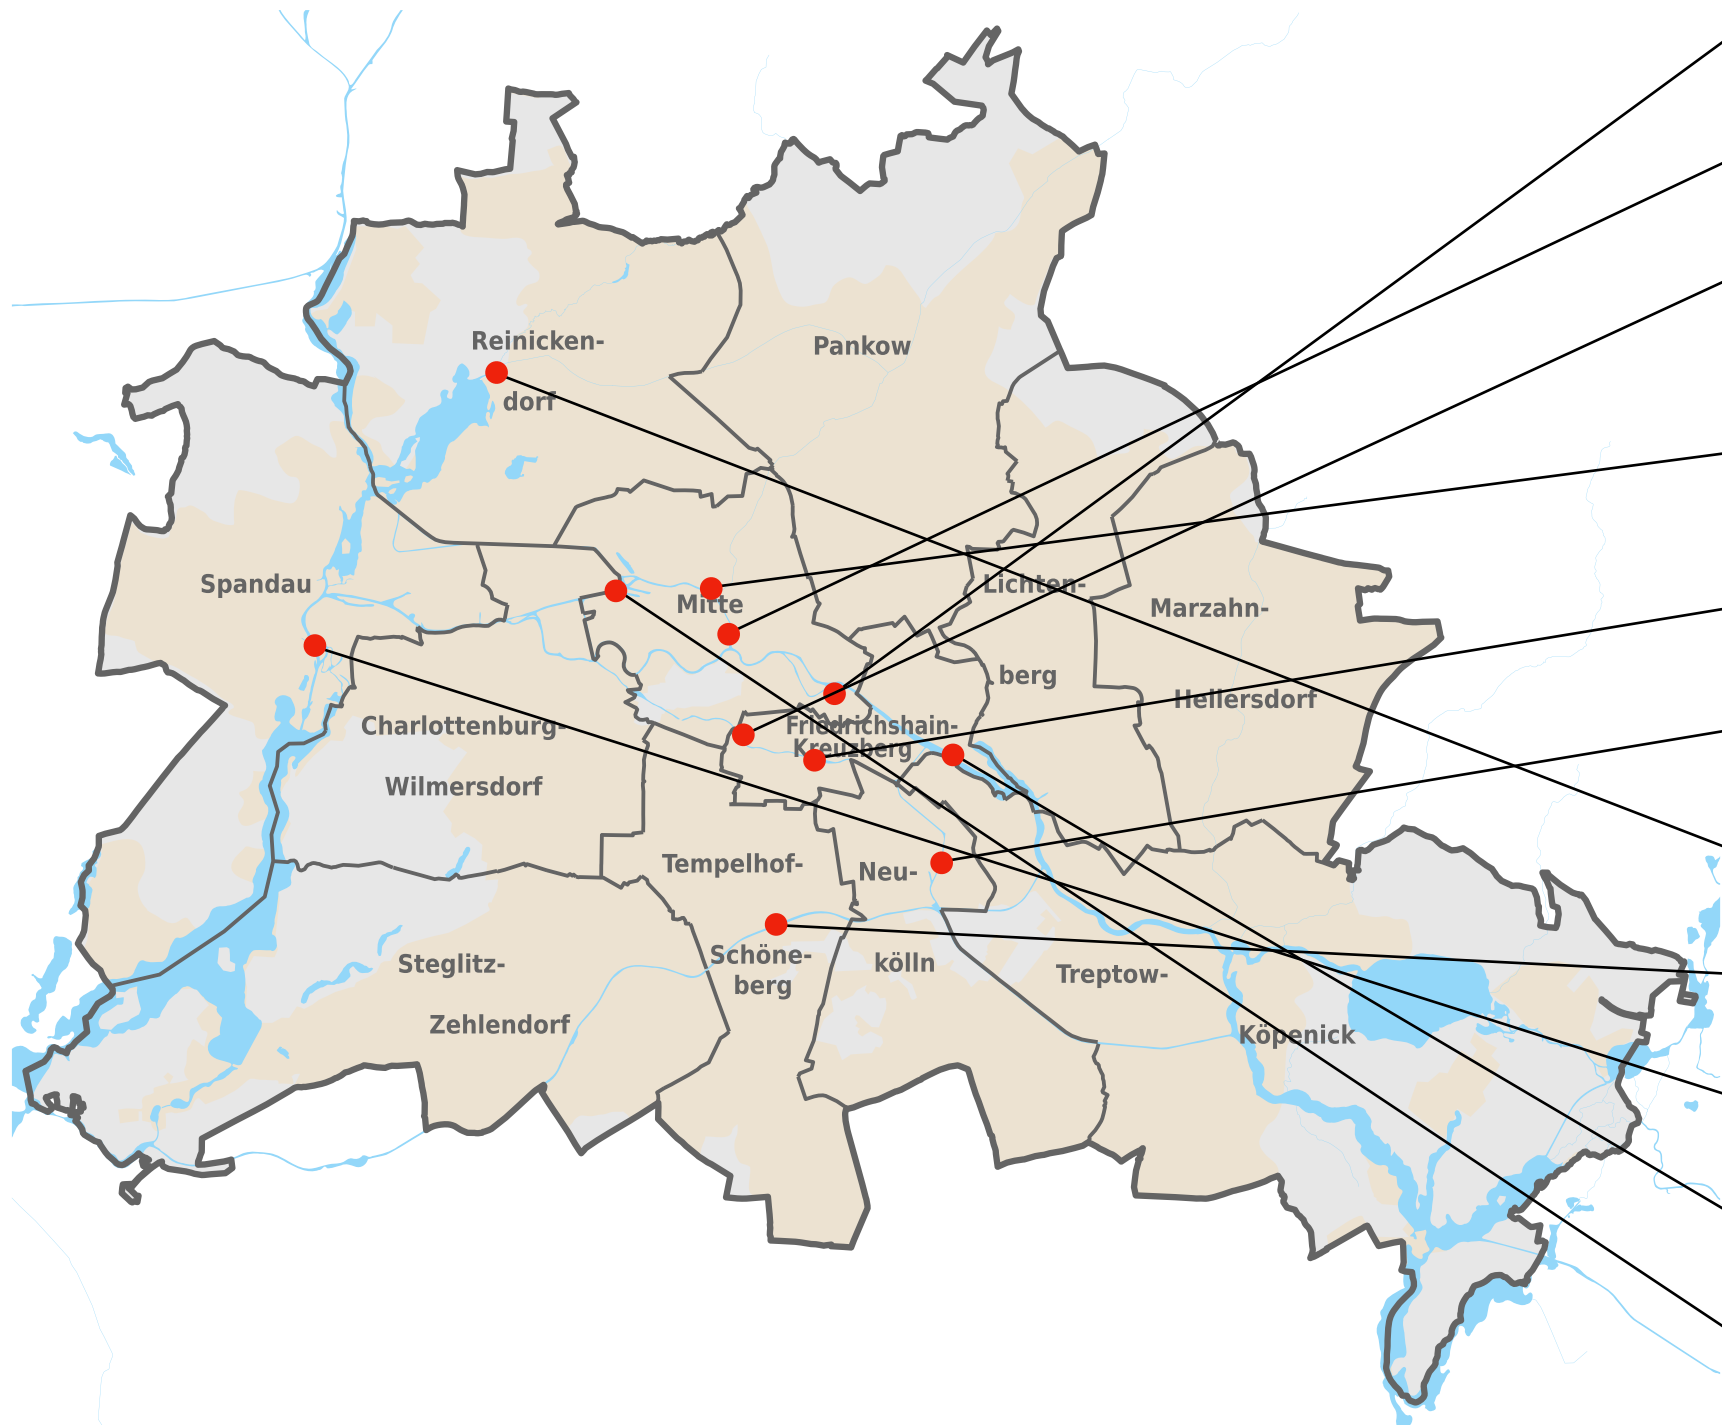 Reinicken-
dorf
Pankow
Spandau
Mitte
Lichten-
berg
Marzahn-
Hellersdorf
Charlottenburg-
Wilmersdorf
Friedrichshain-
Kreuzberg
Tempelhof-
Schöne-
berg
Neu-
kölln
Steglitz-
Zehlendorf
Treptow-
Köpenick